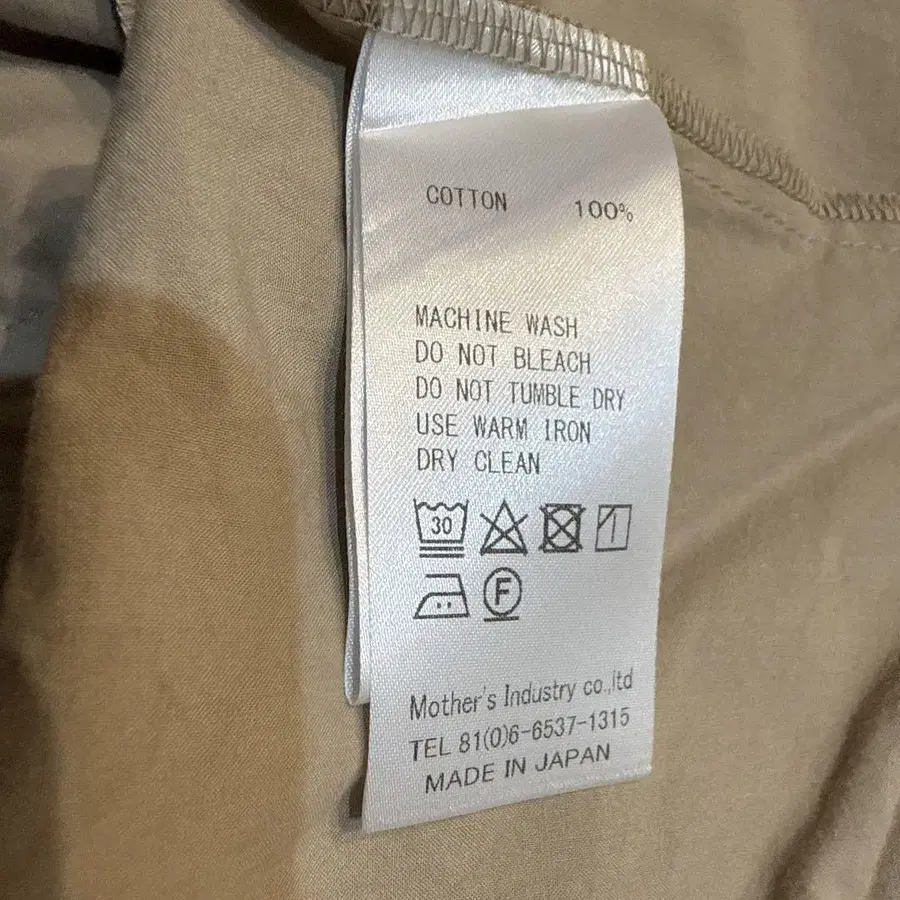 COTTON 100%
MACHINE WASH
DO NOT BLEACH
DO NOT TUMBLE DRY
USE WARM IRON
DRY CLEAN
30
F
Mother's Industry co.,ltd
TEL 81(0)6-6537-1315
MADE IN JAPAN